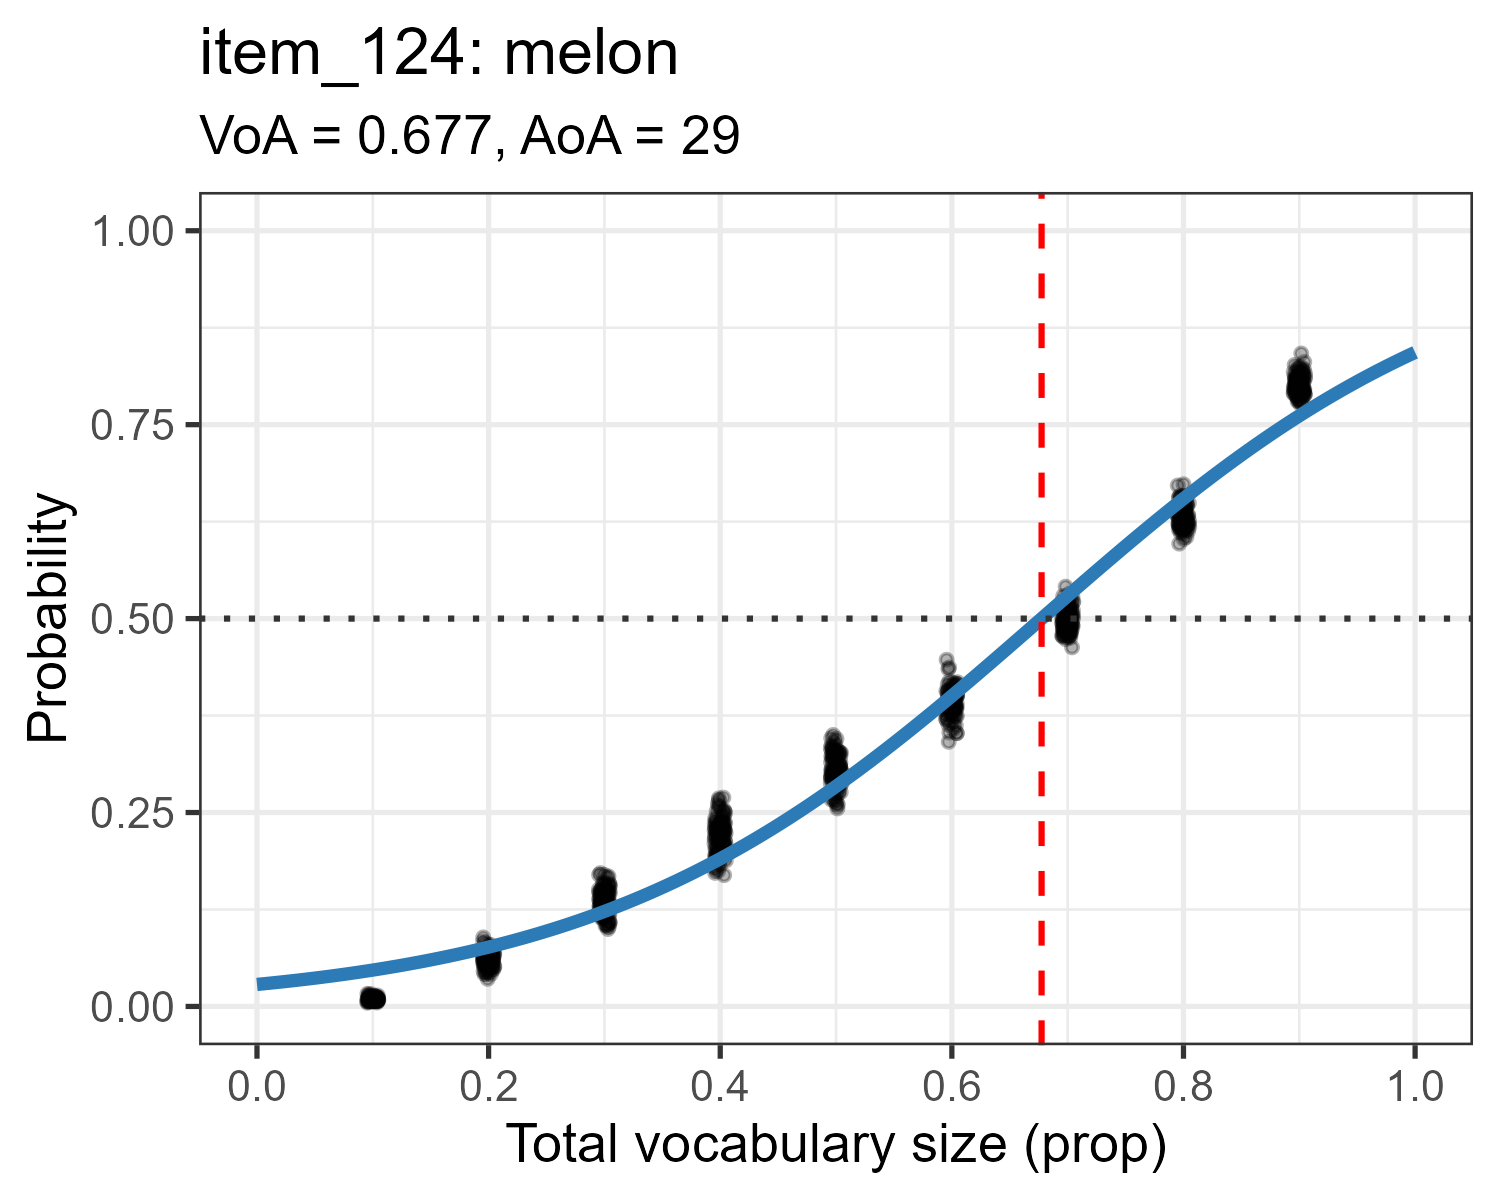 item_124: melon
VoA = 0.677, AoA = 29
1.00
0.75
0.50
0.25
0.00
Probability
0.0 0.2 0.4 0.6 0.8 1.0
Total vocabulary size (prop)